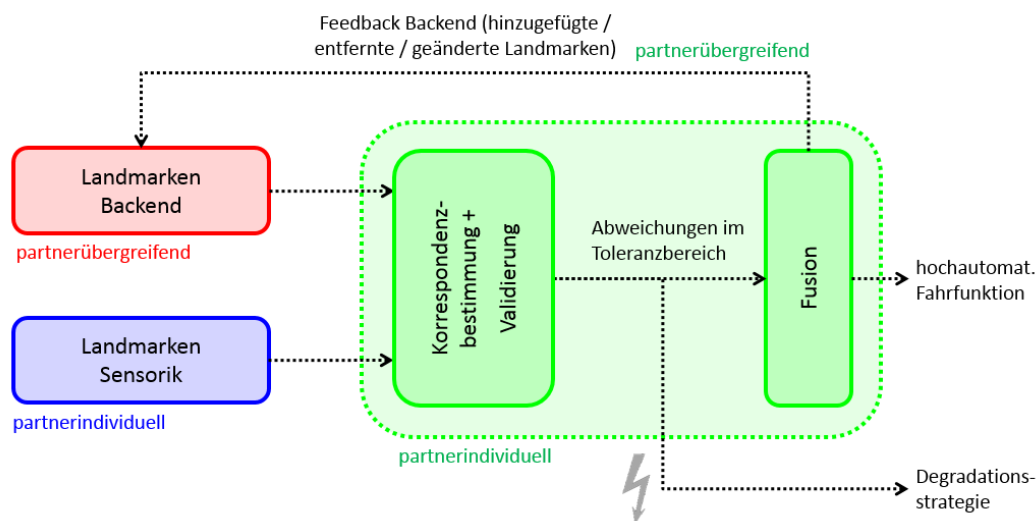 Feedback Backend (hinzugefügte /
entfernte / geänderte Landmarken)
partnerübergreifend
Landmarken
Backend
partnerübergreifend
Landmarken
Sensorik
partnerindividuell
Korrespondenz-
bestimmung +
Validierung
Abweichungen im
Toleranzbereich
Fusion
partnerindividuell
hochautomat.
Fahrfunktion
Degradations-
strategie